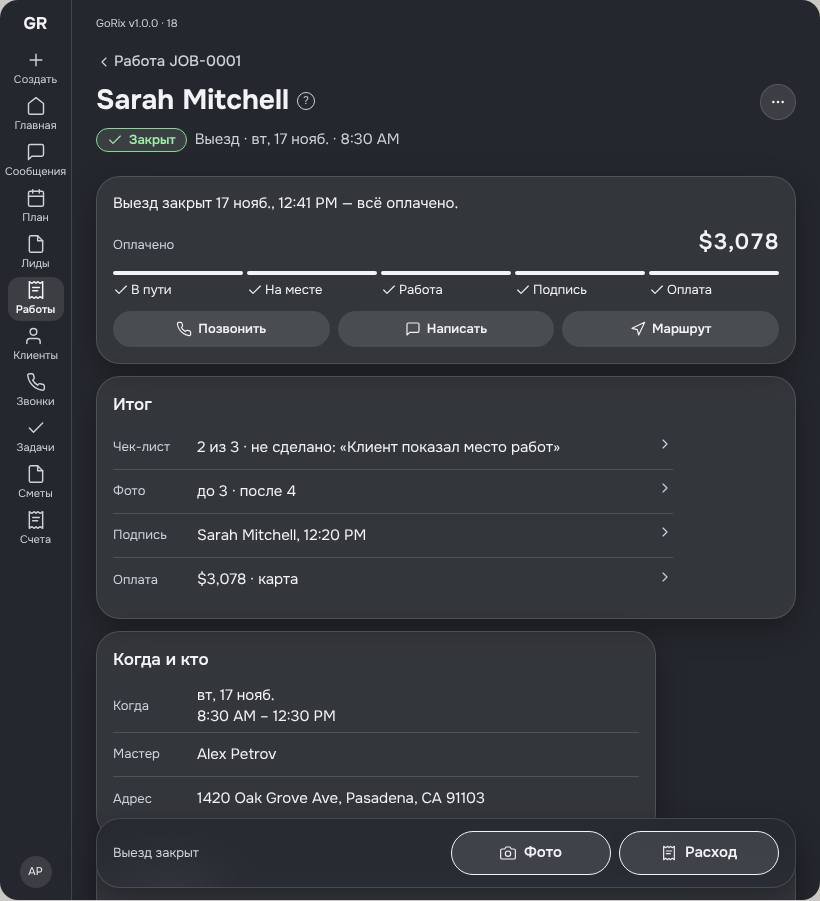 GR
Создать
Главная
Сообщения
План
Лиды
Работы
Клиенты
Звонки
Задачи
Сметы
Счета
AP
GoRix v1.0.0 · 18
Работа JOB-0001
Sarah Mitchell ?
Закрыт Выезд · вт, 17 нояб. · 8:30 AM
Выезд закрыт 17 нояб., 12:41 PM — всё оплачено.
Оплачено $3,078
В пути На месте Работа Подпись Оплата
Позвонить Написать Маршрут
Итог
Чек-лист 2 из 3 · не сделано: «Клиент показал место работ»
Фото до 3 · после 4
Подпись Sarah Mitchell, 12:20 PM
Оплата $3,078 · карта
Когда и кто
Когда вт, 17 нояб.
8:30 AM – 12:30 PM
Мастер Alex Petrov
Адрес 1420 Oak Grove Ave, Pasadena, CA 91103
Выезд закрыт Фото Расход